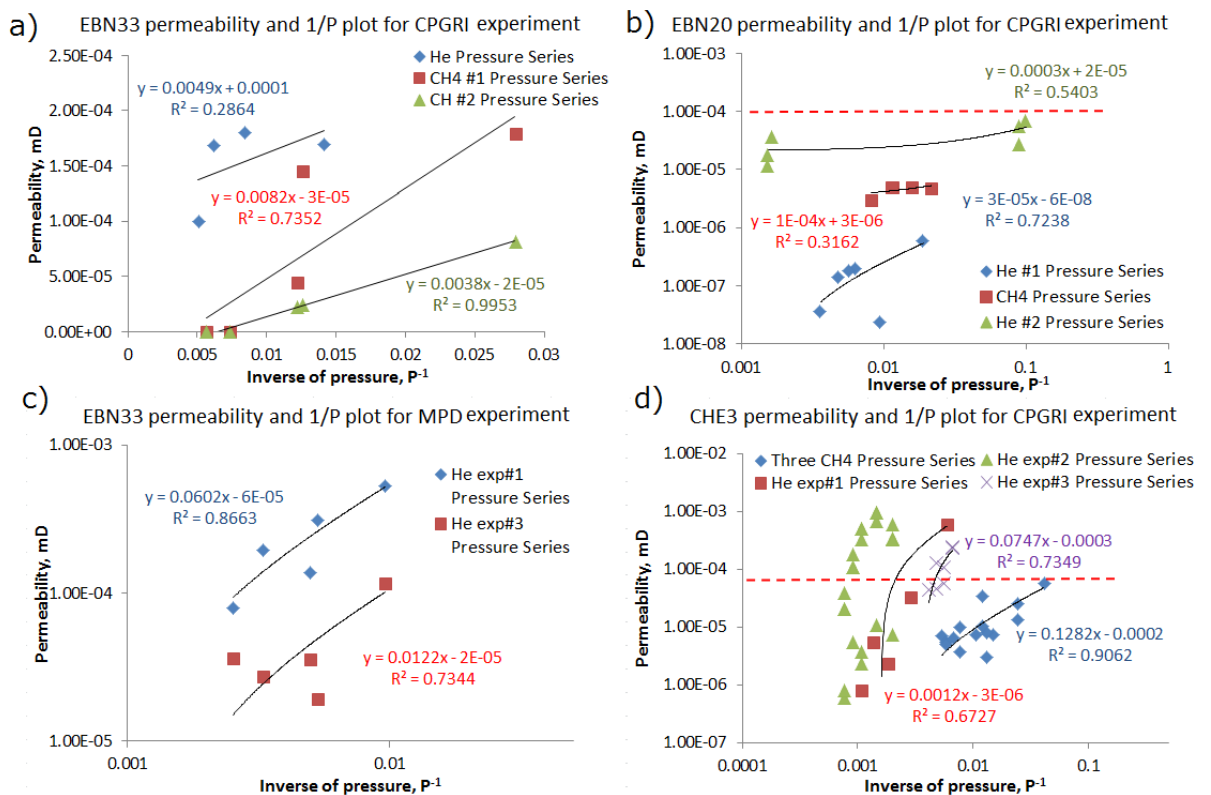 a)
EBN33 permeability and 1/P plot for CPGRI experiment
2.50E-04
2.00E-04
1.50E-04
1.00E-04
5.00E-05
0.00E+00
Permeability, mD
He Pressure Series
CH4 #1 Pressure Series
CH #2 Pressure Series
y = 0.0049x + 0.0001
R² = 0.2864
y = 0.0082x - 3E-05
R² = 0.7352
y = 0.0038x - 2E-05
R² = 0.9953
0 0.005 0.01 0.015 0.02 0.025 0.03
Inverse of pressure, P⁻¹
b)
EBN20 permeability and 1/P plot for CPGRI experiment
1.00E-03
1.00E-04
1.00E-05
1.00E-06
1.00E-07
1.00E-08
Permeability, mD
y = 0.0003x + 2E-05
R² = 0.5403
y = 3E-05x - 6E-08
R² = 0.7238
y = 1E-04x + 3E-06
R² = 0.3162
He #1 Pressure Series
CH4 Pressure Series
He #2 Pressure Series
0.001 0.01 0.1 1
Inverse of pressure, P⁻¹
c)
EBN33 permeability and 1/P plot for MPD experiment
1.00E-03
1.00E-04
1.00E-05
Permeability, mD
He exp#1
Pressure Series
He exp#3
Pressure Series
y = 0.0602x - 6E-05
R² = 0.8663
y = 0.0122x - 2E-05
R² = 0.7344
0.001 0.01
Inverse of pressure, P⁻¹
d)
CHE3 permeability and 1/P plot for CPGRI experiment
1.00E-02
1.00E-03
1.00E-04
1.00E-05
1.00E-06
1.00E-07
Permeability, mD
Three CH4 Pressure Series
He exp#2 Pressure Series
He exp#1 Pressure Series
He exp#3 Pressure Series
y = 0.0747x - 0.0003
R² = 0.7349
y = 0.1282x - 0.0002
R² = 0.9062
y = 0.0012x - 3E-06
R² = 0.6727
0.0001 0.001 0.01 0.1
Inverse of pressure, P⁻¹